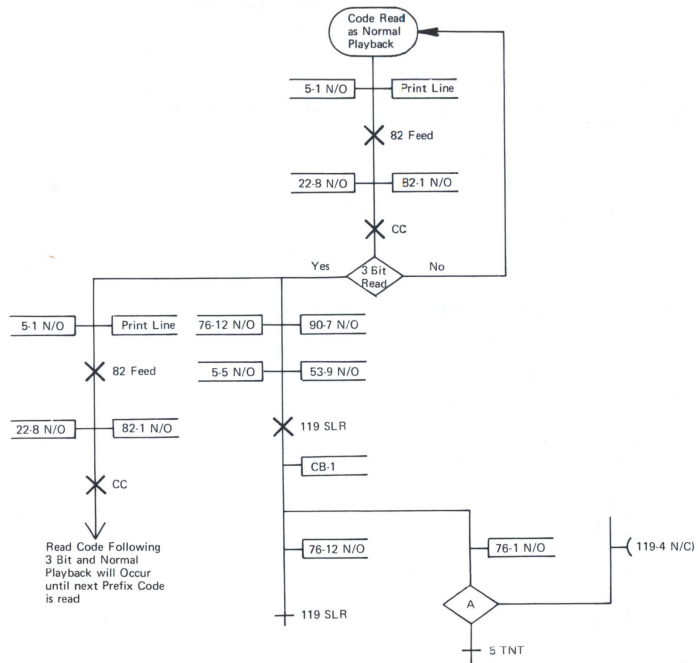 Code Read
as Normal
Playback
5-1 N/O
Print Line
82 Feed
22-8 N/O
82-1 N/O
CC
Yes
3 Bit
Read
No
5-1 N/O
Print Line
76-12 N/O
90-7 N/O
82 Feed
5-5 N/O
53-9 N/O
22-8 N/O
82-1 N/O
119 SLR
CB-1
CC
Read Code Following
3 Bit and Normal
Playback will Occur
until next Prefix Code
is read
76-12 N/O
76-1 N/O
119-4 N/C)
A
119 SLR
5 TNT